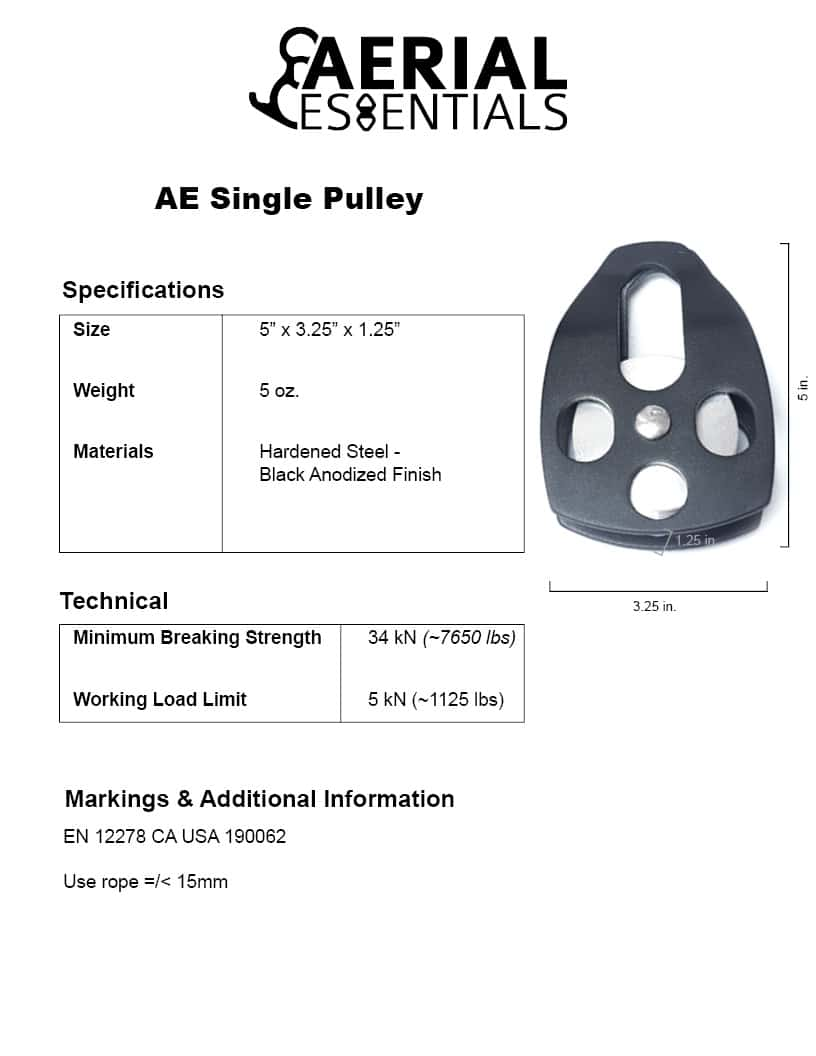 AERIAL
ESSENTIALS
AE Single Pulley
Specifications
Size 5” x 3.25” x 1.25”
Weight 5 oz.
Materials Hardened Steel -
Black Anodized Finish
5 in.
1.25 in
3.25 in.
Technical
Minimum Breaking Strength 34 kN (~7650 lbs)
Working Load Limit 5 kN (~1125 lbs)
Markings & Additional Information
EN 12278 CA USA 190062
Use rope =/< 15mm